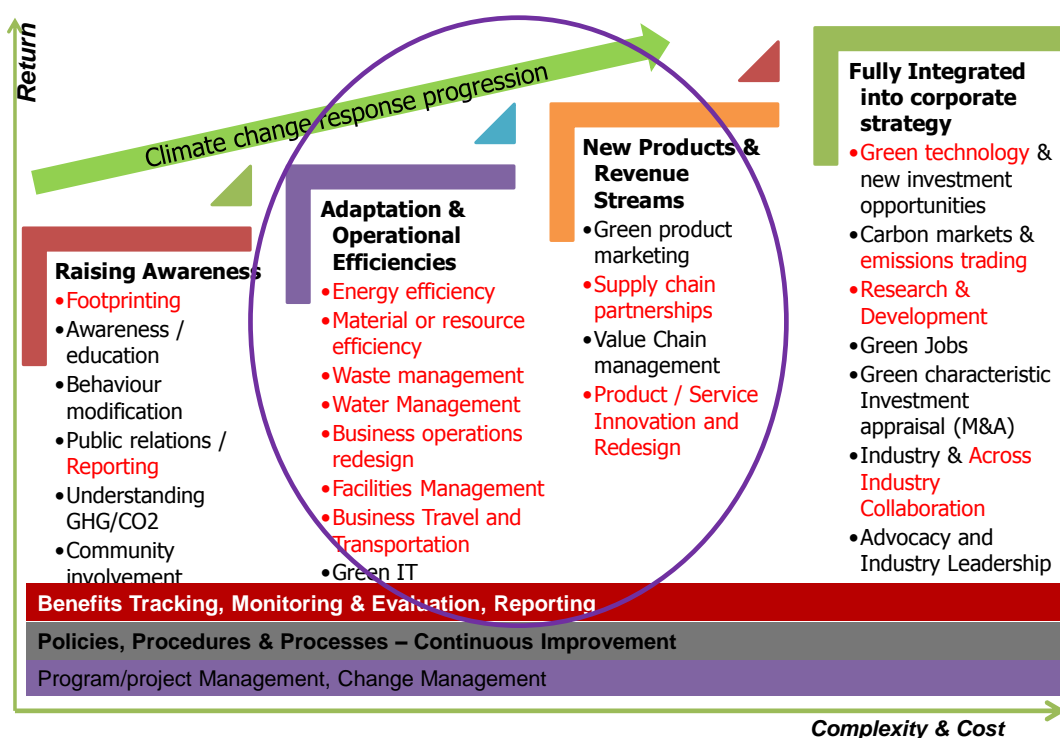 Return
Climate change response progression
Raising Awareness
•Footprinting
•Awareness /
education
•Behaviour
modification
•Public relations /
Reporting
•Understanding
GHG/CO2
•Community
involvement
Adaptation &
Operational
Efficiencies
•Energy efficiency
•Material or resource
efficiency
•Waste management
•Water Management
•Business operations
redesign
•Facilities Management
•Business Travel and
Transportation
•Green IT
New Products &
Revenue
Streams
•Green product
marketing
•Supply chain
partnerships
•Value Chain
management
•Product / Service
Innovation and
Redesign
Fully Integrated
into corporate
strategy
•Green technology &
new investment
opportunities
•Carbon markets &
emissions trading
•Research &
Development
•Green Jobs
•Green characteristic
Investment
appraisal (M&A)
•Industry & Across
Industry
Collaboration
•Advocacy and
Industry Leadership
Benefits Tracking, Monitoring & Evaluation, Reporting
Policies, Procedures & Processes – Continuous Improvement
Program/project Management, Change Management
Complexity & Cost